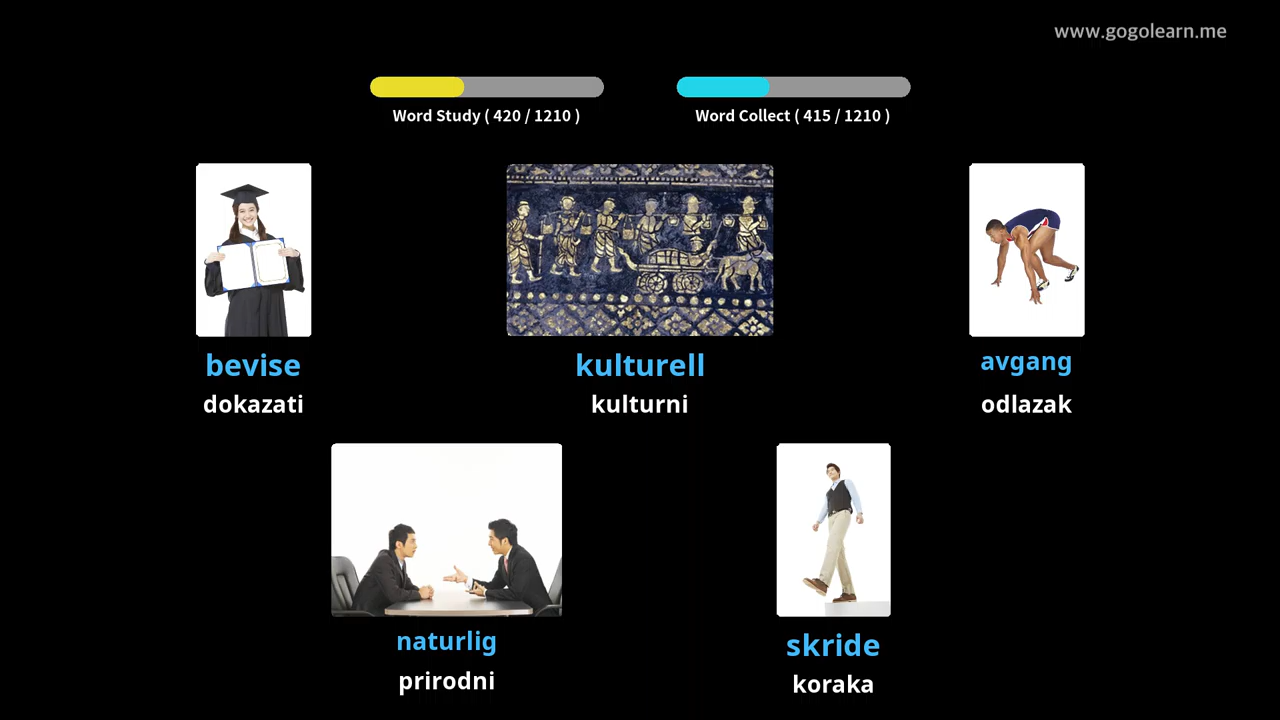 www.gogolearn.me
Word Study ( 420 / 1210 )
Word Collect ( 415 / 1210 )
bevise
dokazati
kulturell
kulturni
avgang
odlazak
naturlig
prirodni
skride
koraka